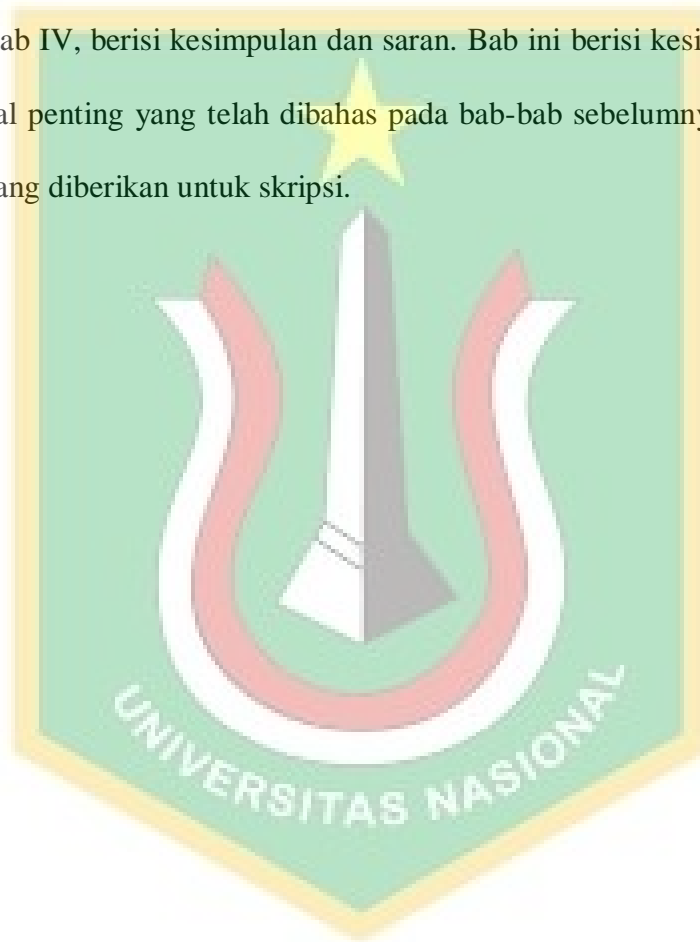 ab IV, berisi kesimpulan dan saran. Bab ini berisi kesi
al penting yang telah dibahas pada bab-bab sebelumny
ang diberikan untuk skripsi.
UNIVERSITAS NASIONAL